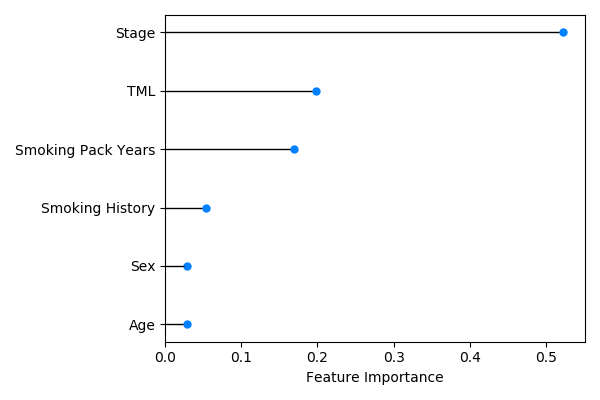 Stage
TML
Smoking Pack Years
Smoking History
Sex
Age
0.0 0.1 0.2 0.3 0.4 0.5
Feature Importance